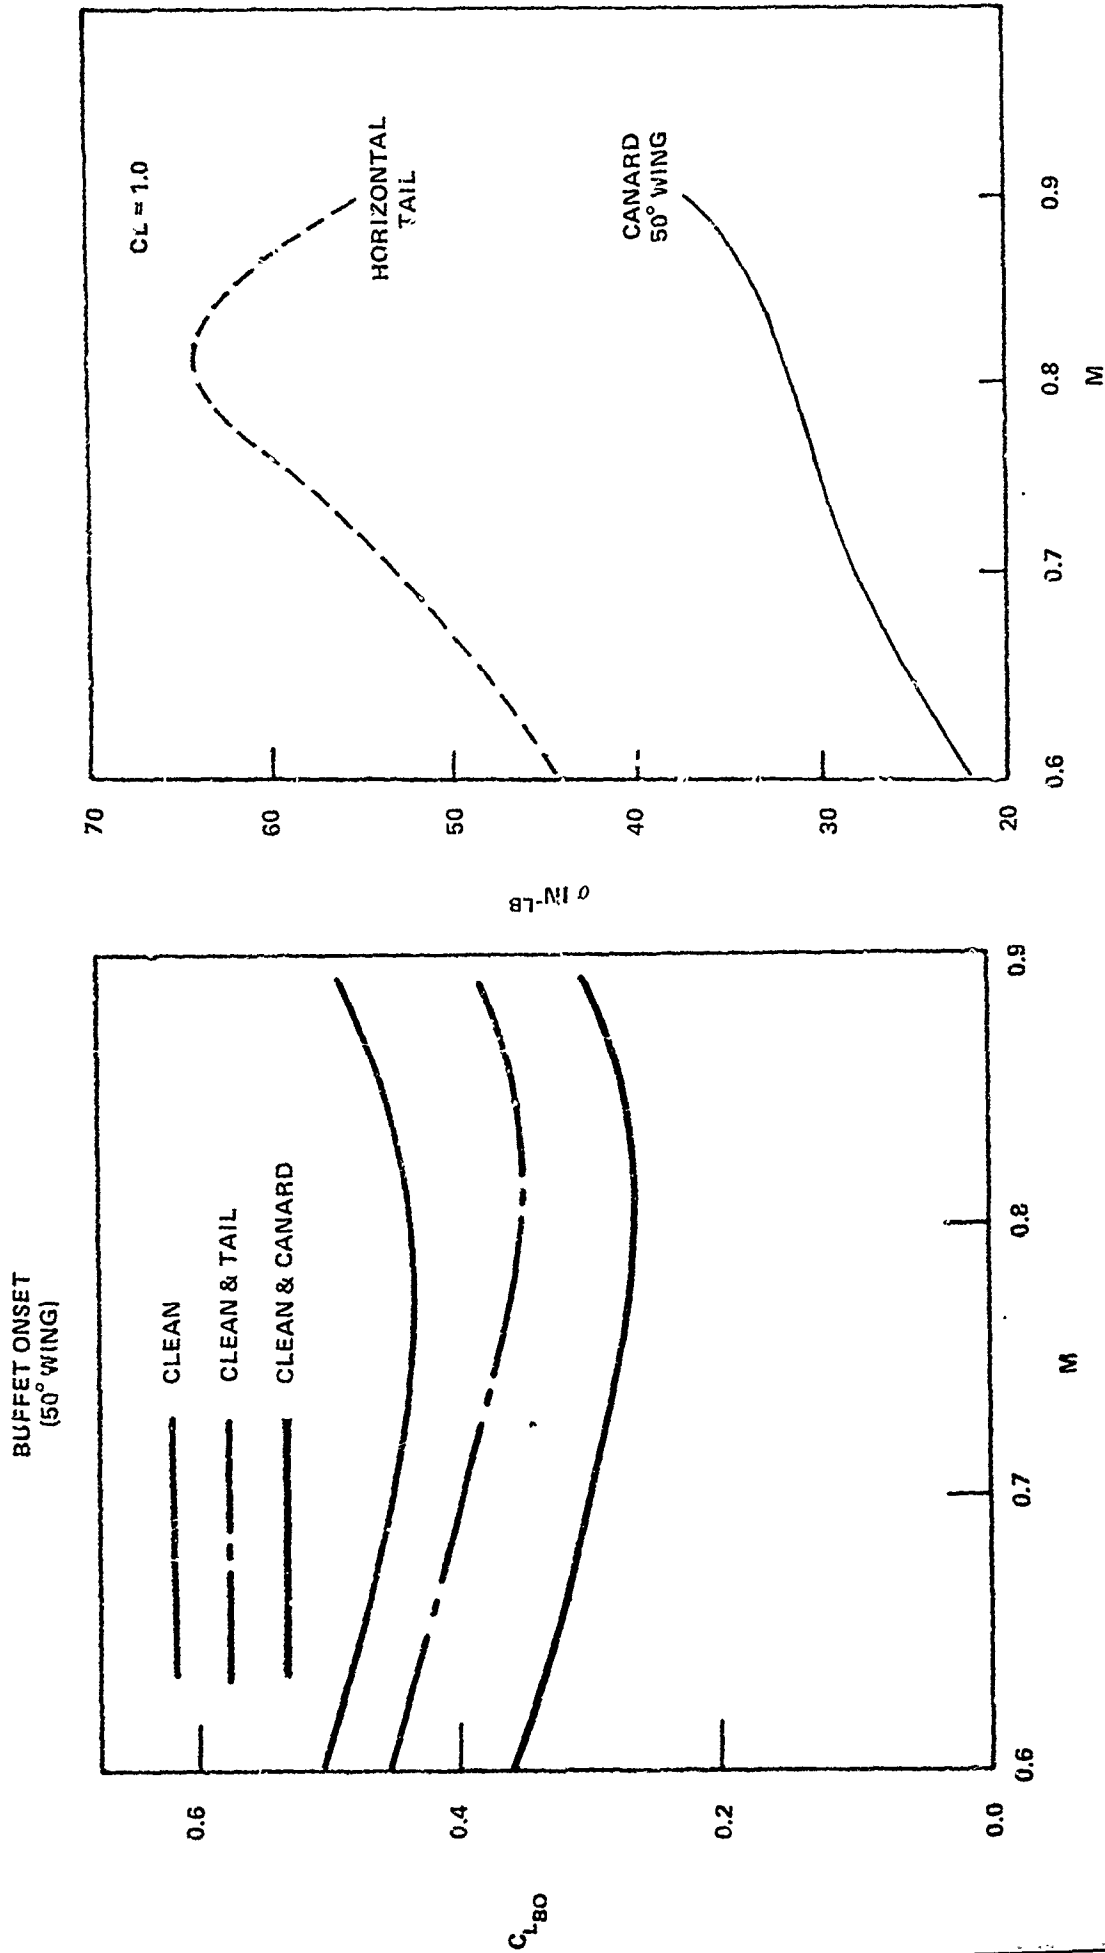 BUFFET ONSET
(50° WING)
CLEAN
CLEAN & TAIL
CLEAN & CANARD
C_LBO
0.6
0.4
0.2
0.0
0.6
0.7
0.8
0.9
M
CL = 1.0
HORIZONTAL
TAIL
CANARD
50° WING
σ IN-LB
70
60
50
40
30
20
0.6
0.7
0.8
0.9
M